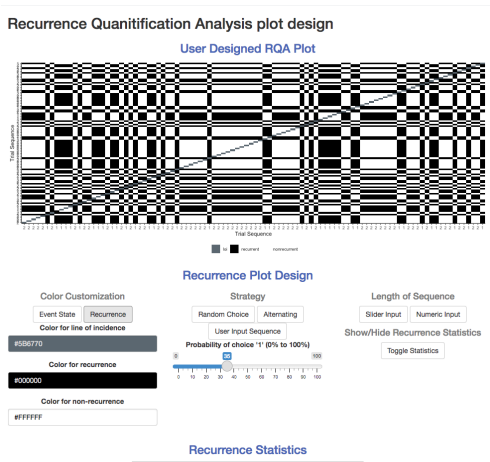 Recurrence Quanitification Analysis plot design
User Designed RQA Plot
Trial Sequence
Trial Sequence
recurrent nonrecurrent
Recurrence Plot Design
Color Customization Strategy Length of Sequence
Event State Recurrence Random Choice Alternating Slider Input Numeric Input
Color for line of incidence User Input Sequence Show/Hide Recurrence Statistics
#5B6770 Probability of choice '1' (0% to 100%) Toggle Statistics
0 35 100
Color for recurrence
#000000 0 10 20 30 40 50 60 70 80 90 100
Color for non-recurrence
#FFFFFF
Recurrence Statistics